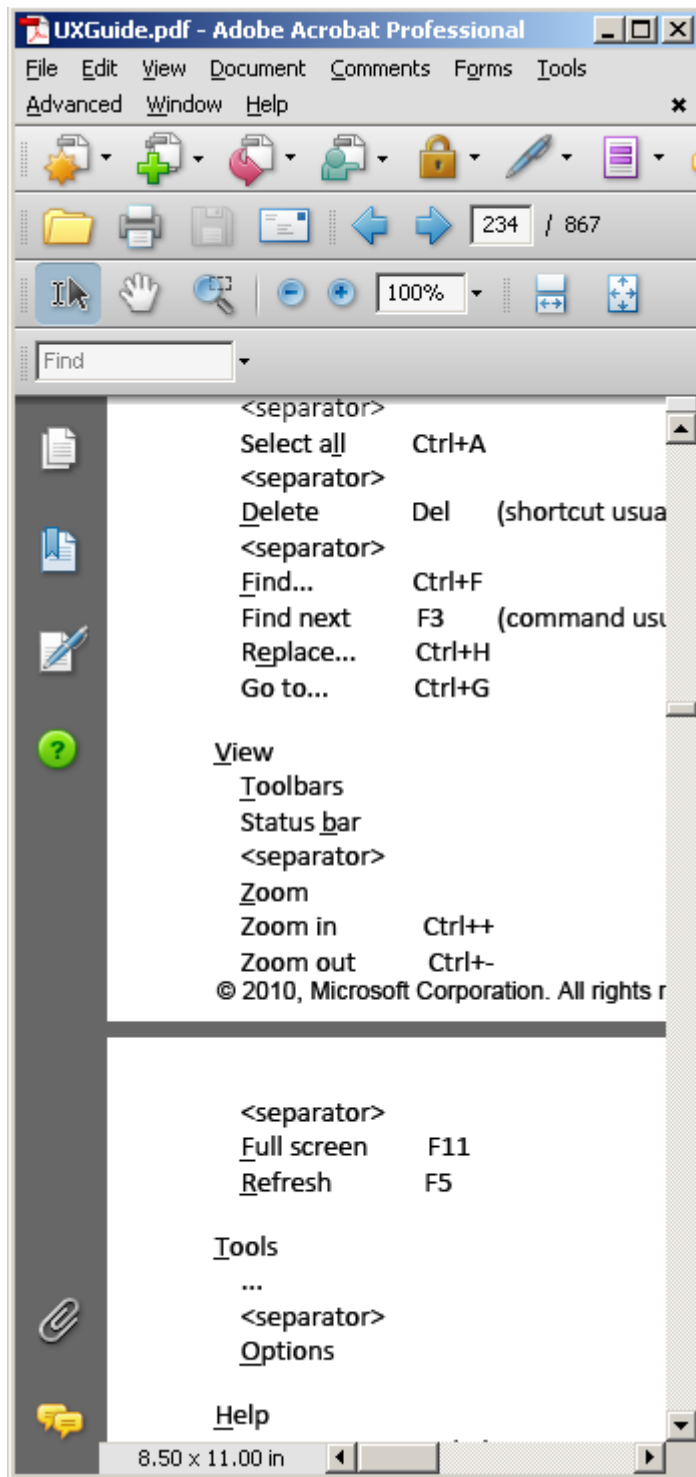 UXGuide.pdf - Adobe Acrobat Professional
File Edit View Document Comments Forms Tools
Advanced Window Help
234 / 867
100%
Find
<separator>
Select all Ctrl+A
<separator>
Delete Del (shortcut usua
<separator>
Find... Ctrl+F
Find next F3 (command usu
Replace... Ctrl+H
Go to... Ctrl+G
View
Toolbars
Status bar
<separator>
Zoom
Zoom in Ctrl++
Zoom out Ctrl+-
© 2010, Microsoft Corporation. All rights r
<separator>
Full screen F11
Refresh F5
Tools
...
<separator>
Options
Help
8.50 x 11.00 in